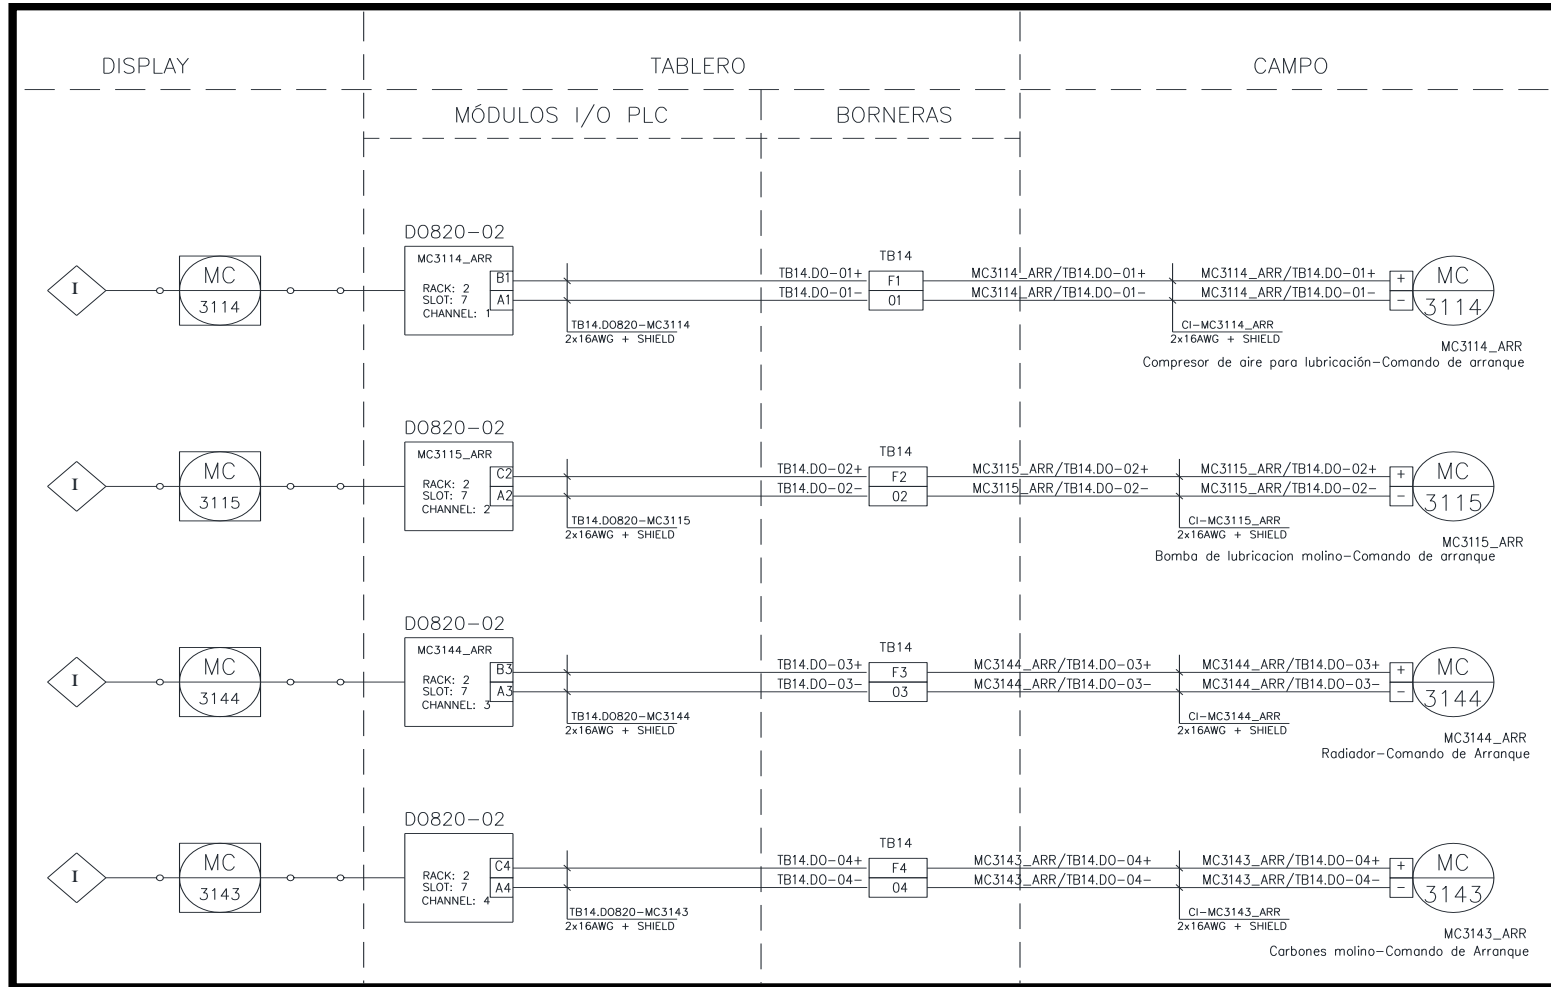 DISPLAY
TABLERO
CAMPO
MÓDULOS I/O PLC
BORNERAS
DO820-02
MC3114_ARR
RACK: 2
SLOT: 7
CHANNEL: 1
B1
A1
I
MC
3114
TB14.DO820-MC3114
2x16AWG + SHIELD
TB14.DO-01+
TB14.DO-01-
TB14
F1
01
MC3114_ARR/TB14.DO-01+
MC3114_ARR/TB14.DO-01-
MC3114_ARR/TB14.DO-01+
MC3114_ARR/TB14.DO-01-
CI-MC3114_ARR
2x16AWG + SHIELD
+
-
MC
3114
MC3114_ARR
Compresor de aire para lubricación-Comando de arranque
DO820-02
MC3115_ARR
RACK: 2
SLOT: 7
CHANNEL: 2
C2
A2
I
MC
3115
TB14.DO820-MC3115
2x16AWG + SHIELD
TB14.DO-02+
TB14.DO-02-
TB14
F2
02
MC3115_ARR/TB14.DO-02+
MC3115_ARR/TB14.DO-02-
MC3115_ARR/TB14.DO-02+
MC3115_ARR/TB14.DO-02-
CI-MC3115_ARR
2x16AWG + SHIELD
+
-
MC
3115
MC3115_ARR
Bomba de lubricacion molino-Comando de arranque
DO820-02
MC3144_ARR
RACK: 2
SLOT: 7
CHANNEL: 3
B3
A3
I
MC
3144
TB14.DO820-MC3144
2x16AWG + SHIELD
TB14.DO-03+
TB14.DO-03-
TB14
F3
03
MC3144_ARR/TB14.DO-03+
MC3144_ARR/TB14.DO-03-
MC3144_ARR/TB14.DO-03+
MC3144_ARR/TB14.DO-03-
CI-MC3144_ARR
2x16AWG + SHIELD
+
-
MC
3144
MC3144_ARR
Radiador-Comando de Arranque
DO820-02
RACK: 2
SLOT: 7
CHANNEL: 4
C4
A4
I
MC
3143
TB14.DO820-MC3143
2x16AWG + SHIELD
TB14.DO-04+
TB14.DO-04-
TB14
F4
04
MC3143_ARR/TB14.DO-04+
MC3143_ARR/TB14.DO-04-
MC3143_ARR/TB14.DO-04+
MC3143_ARR/TB14.DO-04-
CI-MC3143_ARR
2x16AWG + SHIELD
+
-
MC
3143
MC3143_ARR
Carbones molino-Comando de Arranque